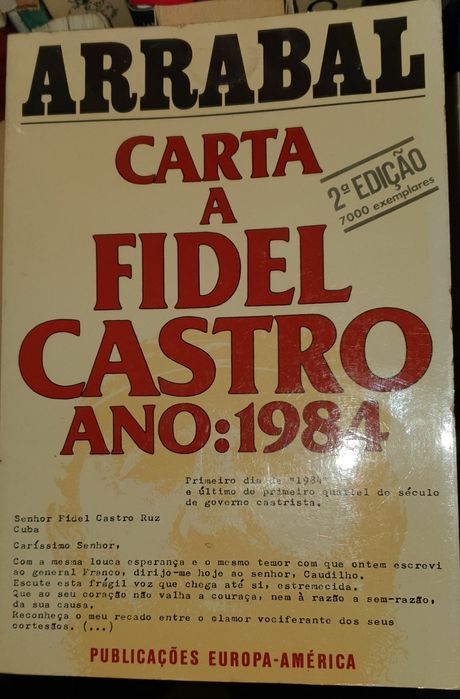 ARRABAL
CARTA
A
FIDEL
CASTRO
ANO:1984
2ª EDIÇÃO
7000 exemplares
Primeiro dia de "1984"
e último do primeiro quartel do século
de governo castrista.
Senhor Fidel Castro Ruz
Cuba
Caríssimo Senhor,
Com a mesma louca esperança e o mesmo temor com que ontem escrevi
ao general Franco, dirijo-me hoje ao senhor, Caudilho.
Escute esta frágil voz que chega até si, estremecida.
Que ao seu coração não valha a couraça, nem à razão a sem-razão,
da sua causa.
Reconheça o meu recado entre o clamor vociferante dos seus
cortesãos. (...)
PUBLICAÇÕES EUROPA-AMÉRICA